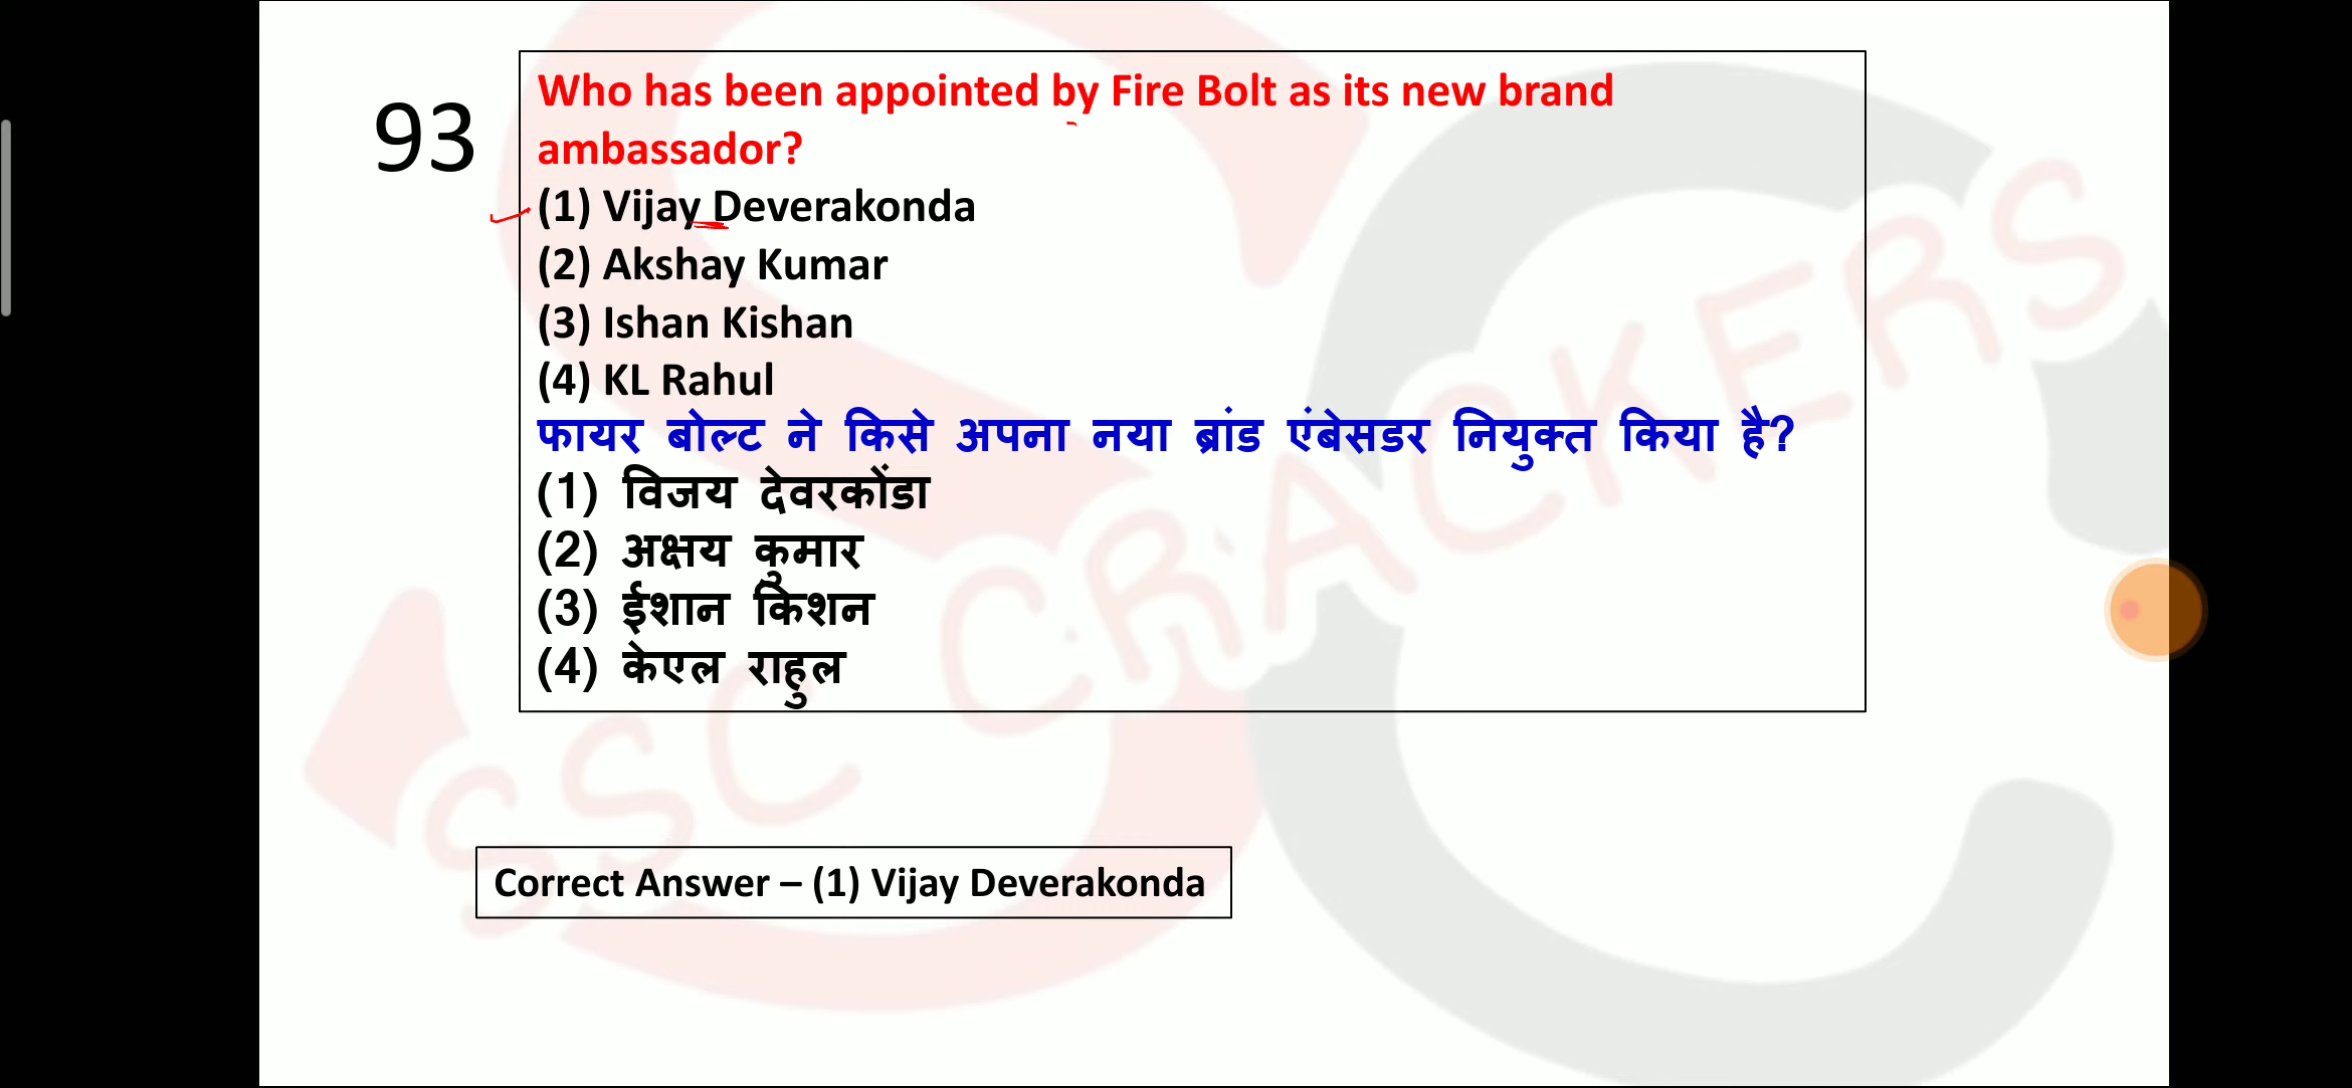 93
Who has been appointed by Fire Bolt as its new brand
ambassador?
(1) Vijay Deverakonda
(2) Akshay Kumar
(3) Ishan Kishan
(4) KL Rahul
फायर बोल्ट ने किसे अपना नया ब्रांड एंबेसडर नियुक्त किया है?
(1) विजय देवरकोंडा
(2) अक्षय कुमार
(3) ईशान किशन
(4) केएल राहुल
SSC CRACKERS
Correct Answer – (1) Vijay Deverakonda